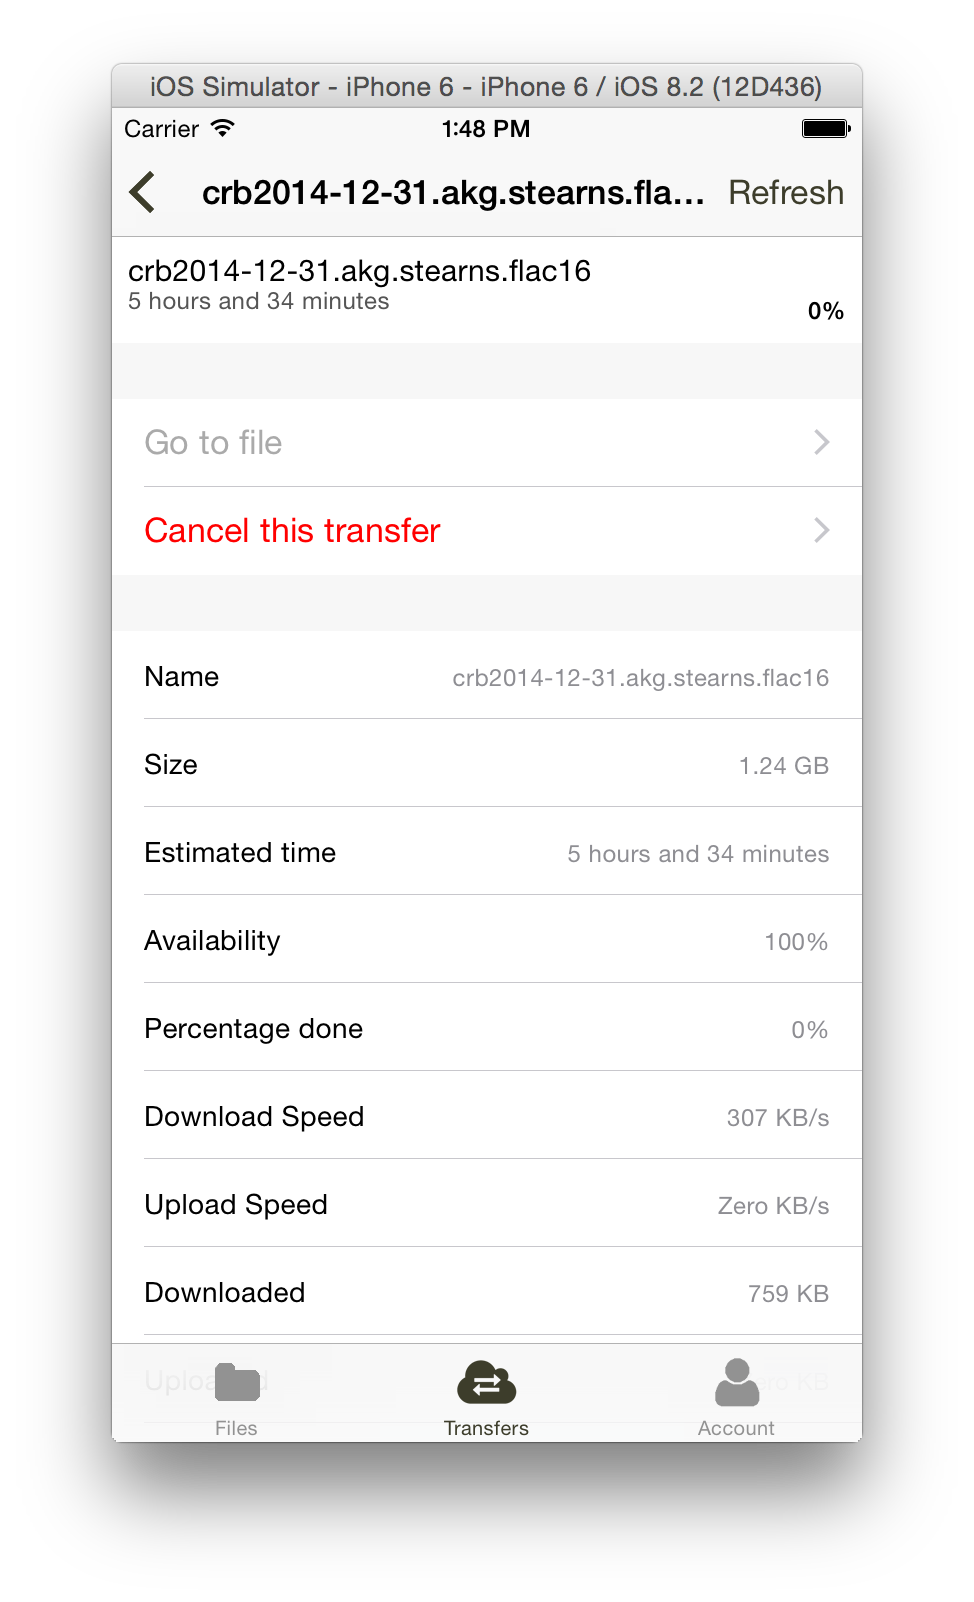 iOS Simulator - iPhone 6 - iPhone 6 / iOS 8.2 (12D436)
Carrier 1:48 PM
crb2014-12-31.akg.stearns.fla... Refresh
crb2014-12-31.akg.stearns.flac16
5 hours and 34 minutes
0%
Go to file
Cancel this transfer
Name crb2014-12-31.akg.stearns.flac16
Size 1.24 GB
Estimated time 5 hours and 34 minutes
Availability 100%
Percentage done 0%
Download Speed 307 KB/s
Upload Speed Zero KB/s
Downloaded 759 KB
KB
Files Transfers Account